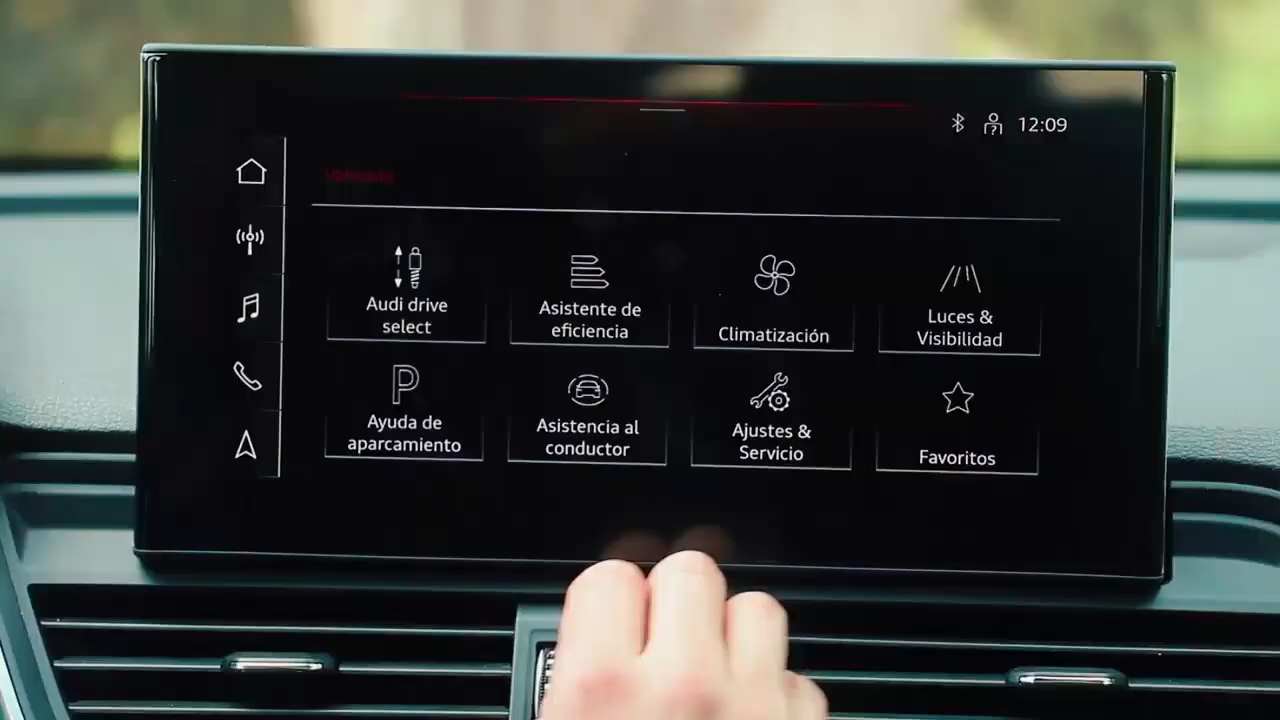 12:09
Audi drive
select
Asistente de
eficiencia
Climatización
Luces &
Visibilidad
Ayuda de
aparcamiento
Asistencia al
conductor
Ajustes &
Servicio
Favoritos